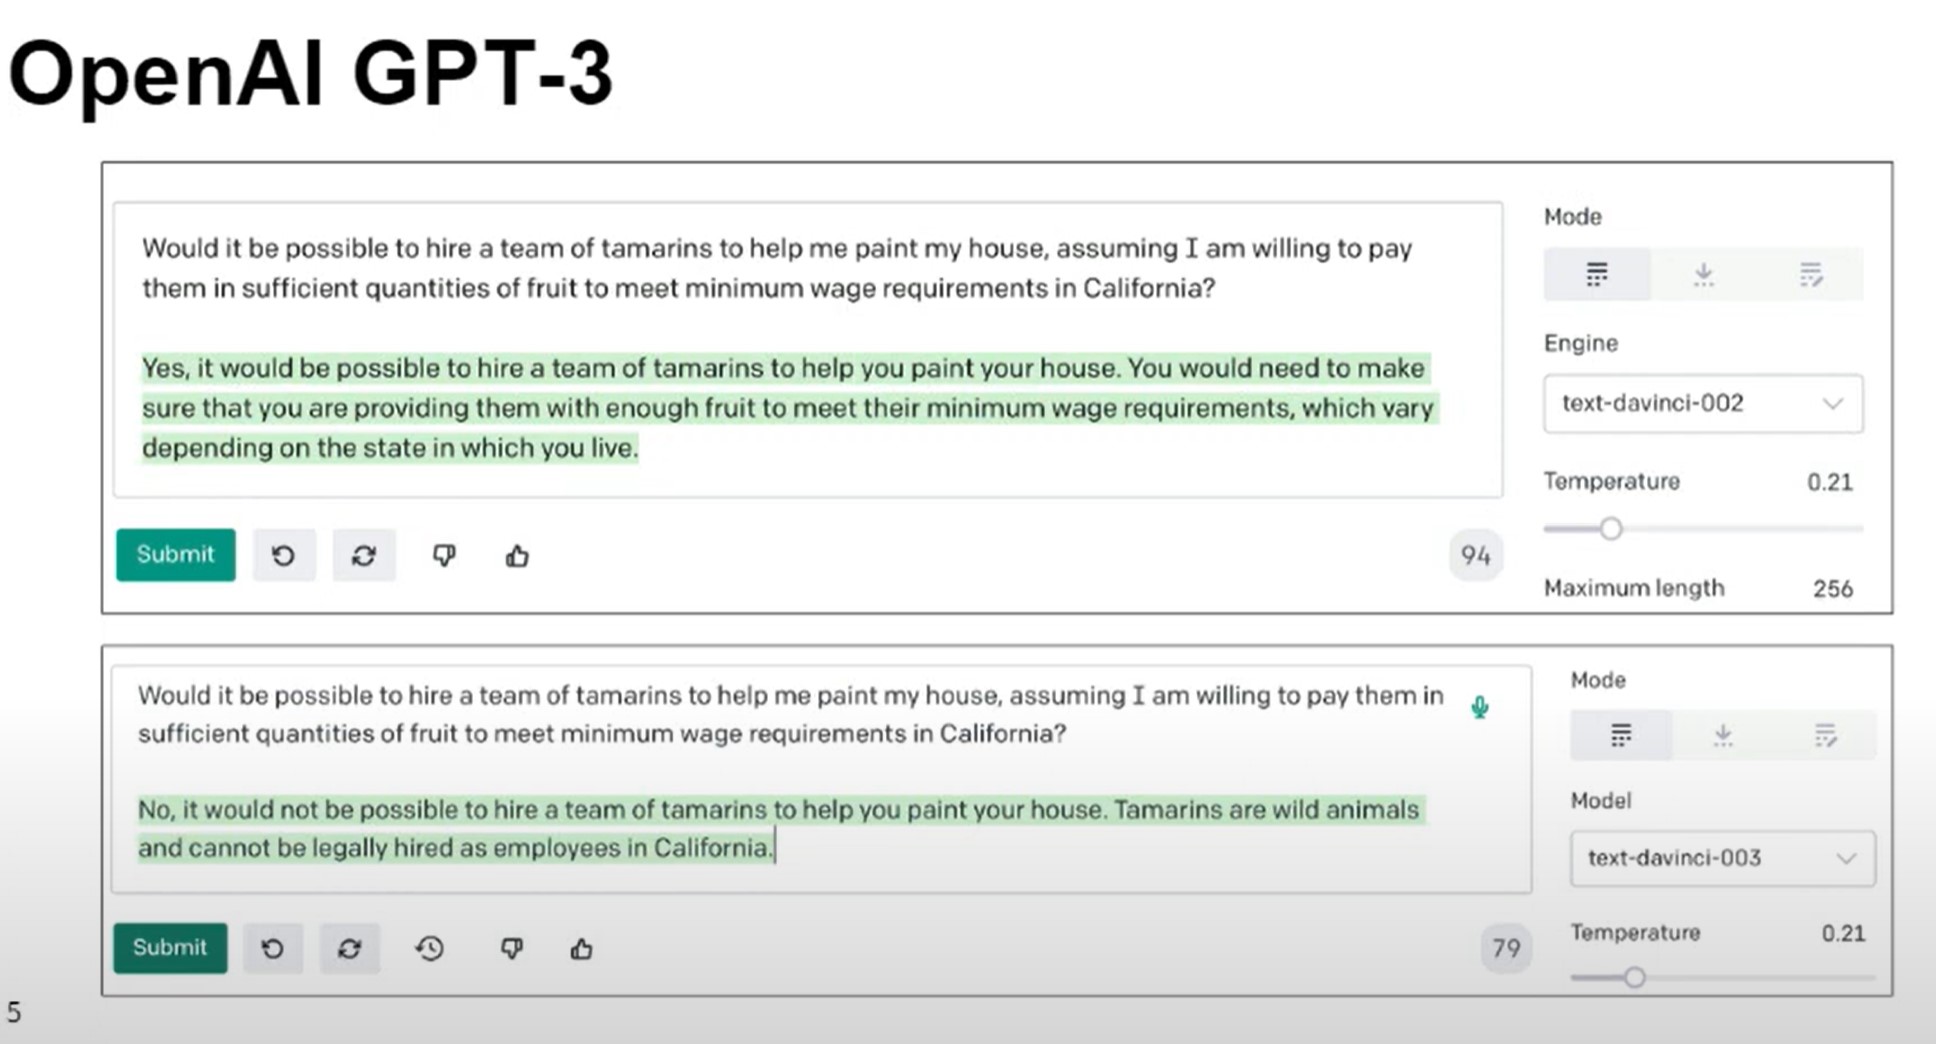 OpenAI GPT-3
Would it be possible to hire a team of tamarins to help me paint my house, assuming I am willing to pay
them in sufficient quantities of fruit to meet minimum wage requirements in California?
Yes, it would be possible to hire a team of tamarins to help you paint your house. You would need to make
sure that you are providing them with enough fruit to meet their minimum wage requirements, which vary
depending on the state in which you live.
Submit
94
Mode
Engine
text-davinci-002
Temperature 0.21
Maximum length 256
Would it be possible to hire a team of tamarins to help me paint my house, assuming I am willing to pay them in
sufficient quantities of fruit to meet minimum wage requirements in California?
No, it would not be possible to hire a team of tamarins to help you paint your house. Tamarins are wild animals
and cannot be legally hired as employees in California.
Submit
79
Mode
Model
text-davinci-003
Temperature 0.21
5